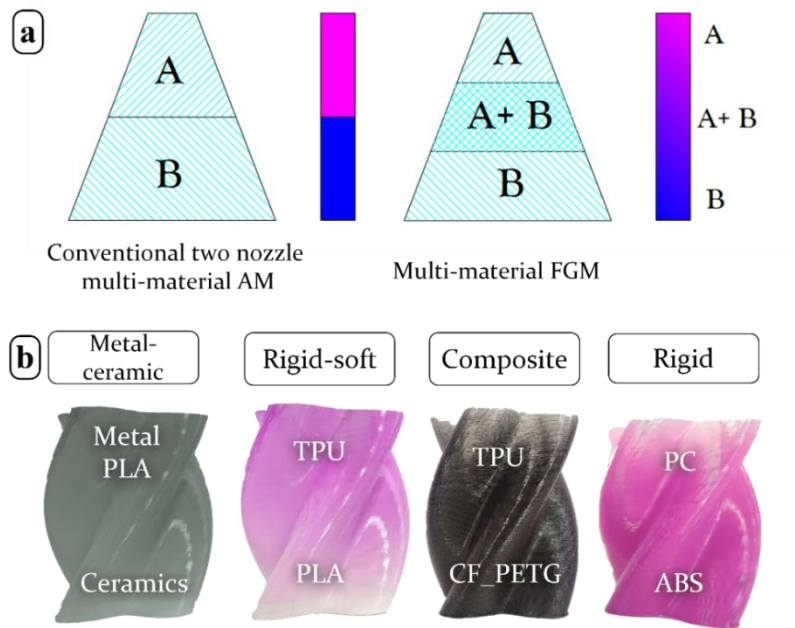 a
A
B
Conventional two nozzle
multi-material AM
A
A+ B
B
Multi-material FGM
A
A+ B
B
b
Metal-
ceramic
Rigid-soft
Composite
Rigid
Metal
PLA
Ceramics
TPU
PLA
TPU
CF_PETG
PC
ABS